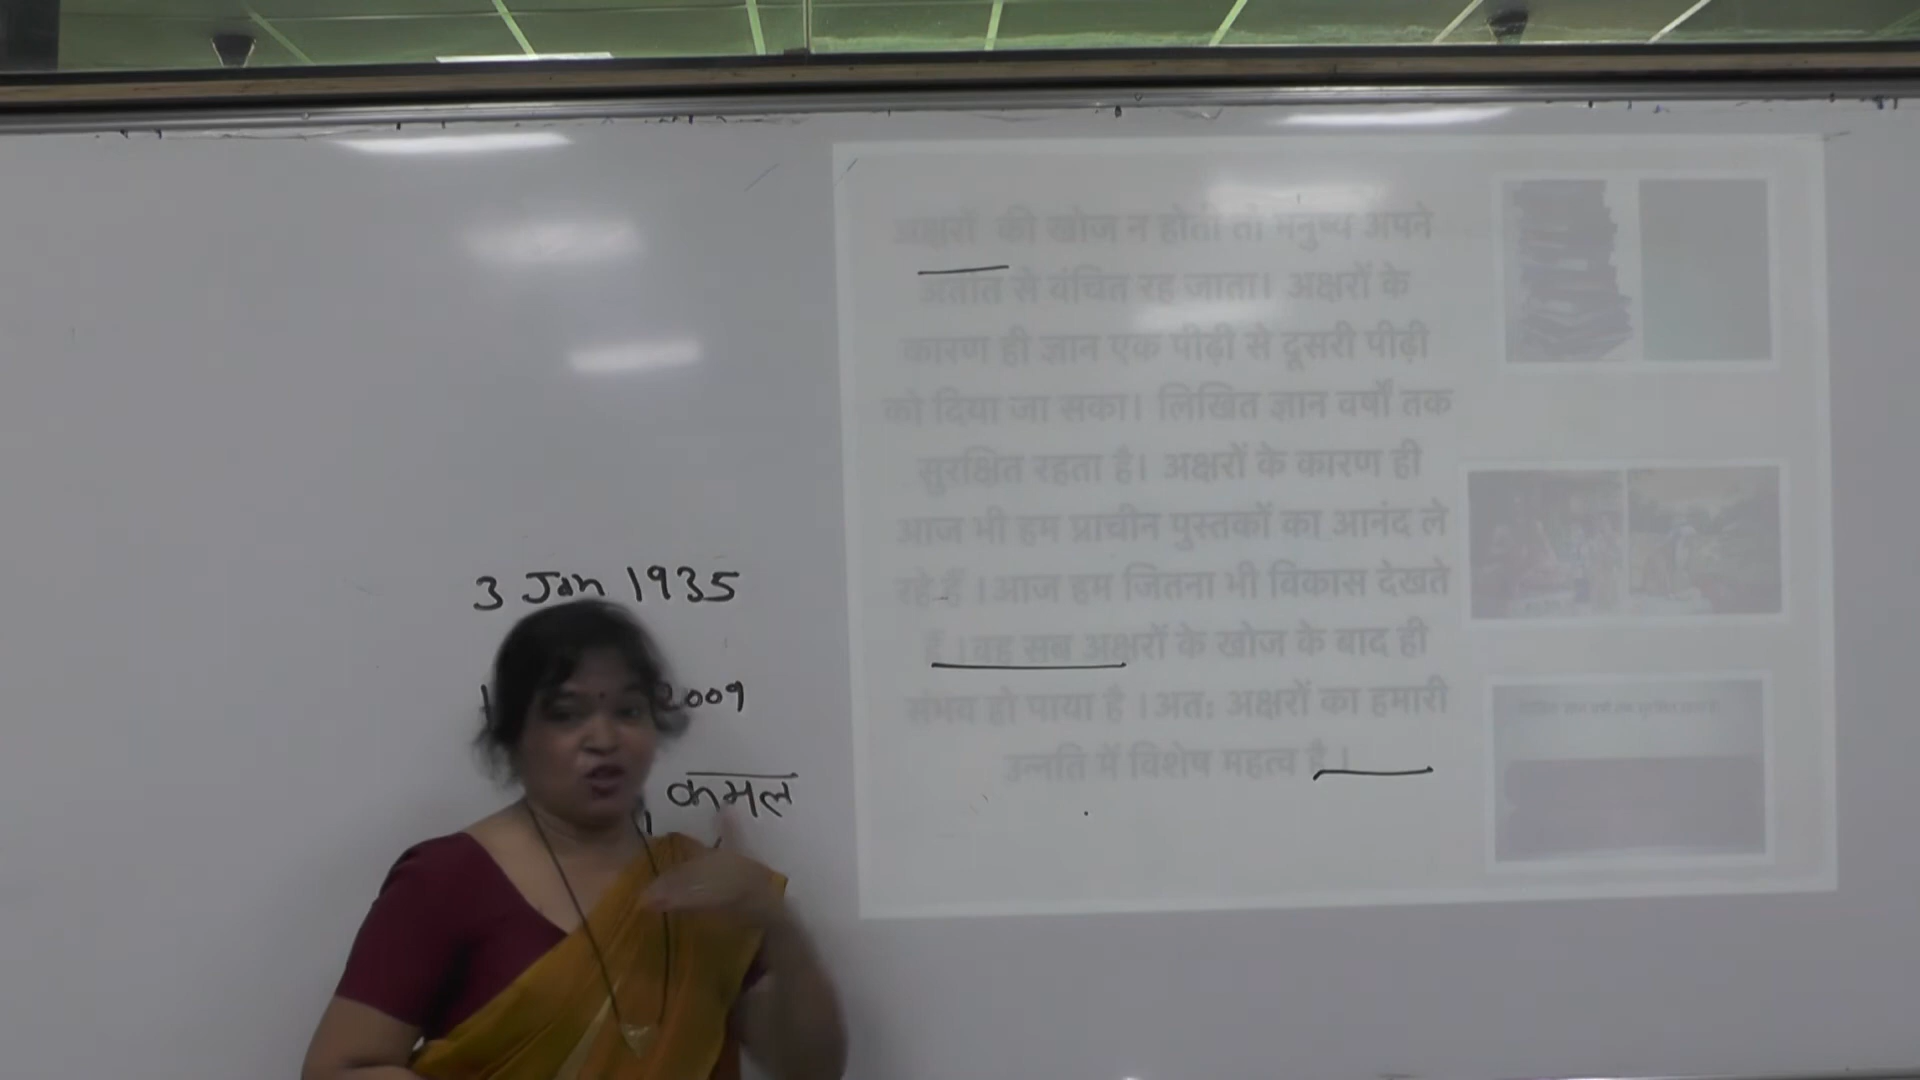 3 Jan 1935
2009
कमल
अक्षरों की खोज न होती तो मनुष्य अपने
अतीत से वंचित रह जाता। अक्षरों के
कारण ही ज्ञान एक पीढ़ी से दूसरी पीढ़ी
को दिया जा सका। लिखित ज्ञान वर्षों तक
सुरक्षित रहता है। अक्षरों के कारण ही
आज भी हम प्राचीन पुस्तकों का आनंद ले
रहे हैं ।आज हम जितना भी विकास देखते
हैं ।वह सब अक्षरों के खोज के बाद ही
संभव हो पाया है ।अत: अक्षरों का हमारी
उन्नति में विशेष महत्व है ।